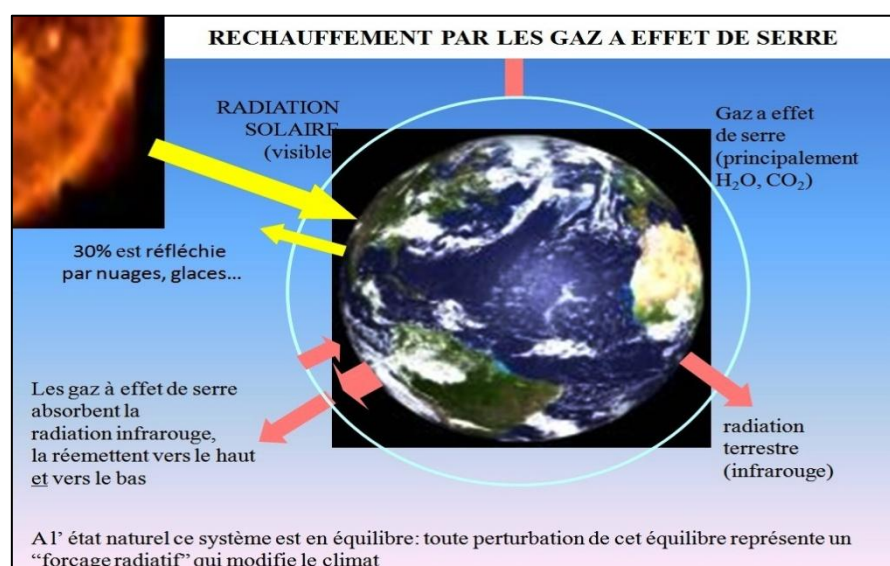 RECHAUFFEMENT PAR LES GAZ A EFFET DE SERRE
RADIATION
SOLAIRE
(visible
Gaz a effet
de serre
(principalement
H₂O, CO₂)
30% est réfléchie
par nuages, glaces...
Les gaz à effet de serre
absorbent la
radiation infrarouge,
la réemettent vers le haut
et vers le bas
radiation
terrestre
(infrarouge)
A l' état naturel ce système est en équilibre: toute perturbation de cet équilibre représente un
“forçage radiatif” qui modifie le climat